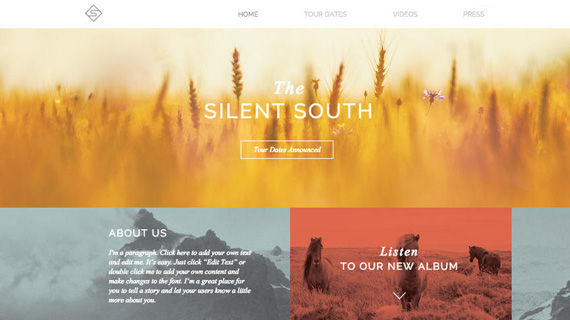 S
HOME
TOUR DATES
VIDEOS
PRESS
The
SILENT SOUTH
Tour Dates Announced
ABOUT US
I'm a paragraph. Click here to add your own text
and edit me. It's easy. Just click "Edit Text" or
double click me to add your own content and
make changes to the font. I'm a great place for
you to tell a story and let your users know a little
more about you.
Listen
TO OUR NEW ALBUM